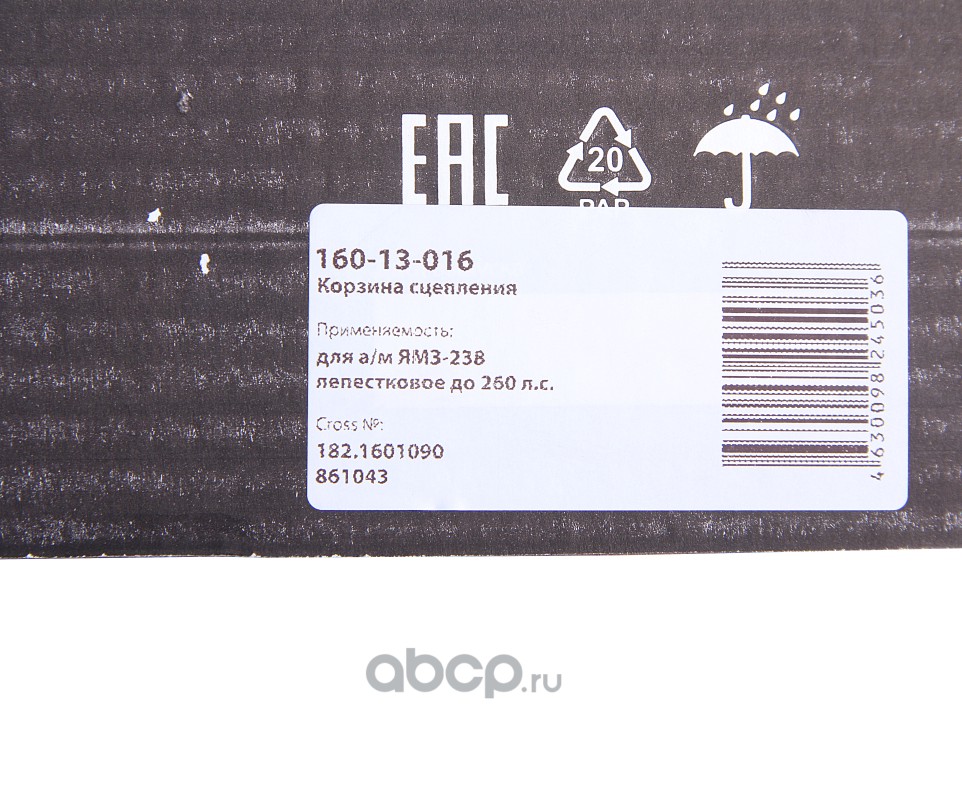 EAC
20
PAP
160-13-016
Корзина сцепления
Применяемость:
для а/м ЯМЗ-238
лепестковое до 260 л.с.
Cross №:
182.1601090
861043
4630098245036
abcp.ru